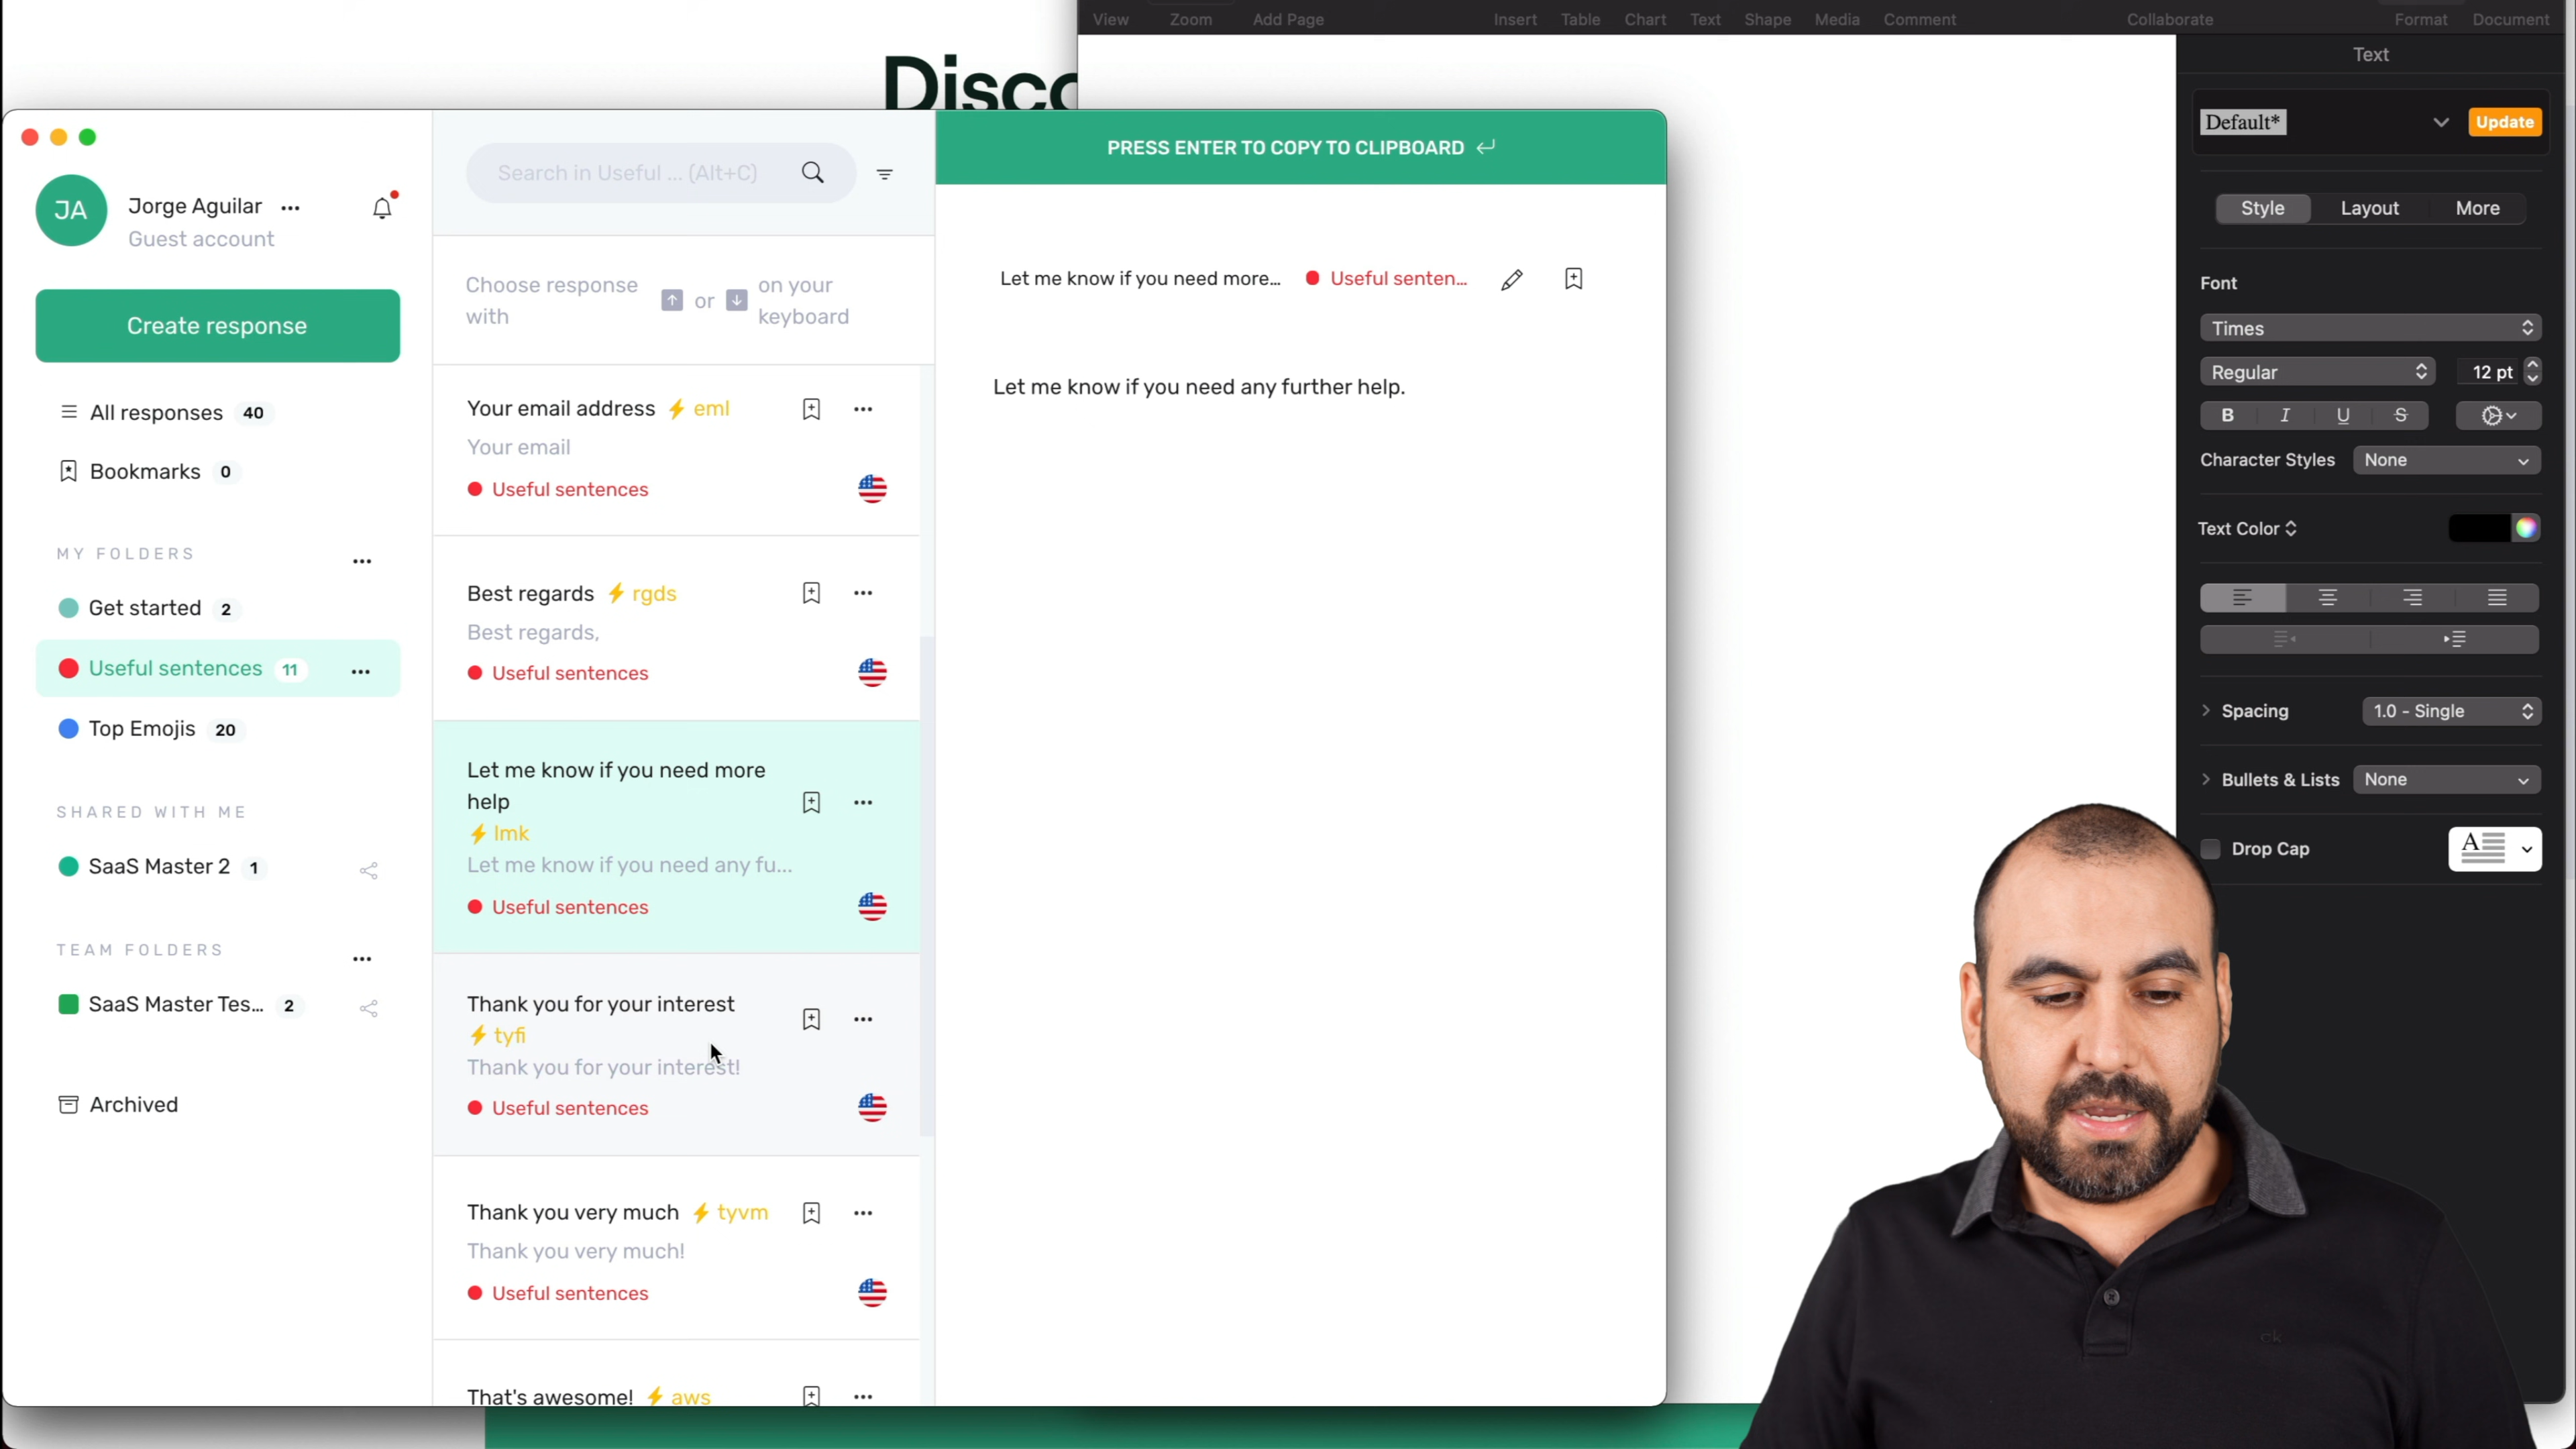 View Zoom Add Page Insert Table Chart Text Shape Media Comment Collaborate Format Document
Disco
Text
Default*
Update
Style Layout More
Font
Times
Regular 12 pt
B I U S
Character Styles None
Text Color
Spacing 1.0 - Single
Bullets & Lists None
Drop Cap
A
JA
Jorge Aguilar
Guest account
Create response
All responses 40
Bookmarks 0
MY FOLDERS
Get started 2
Useful sentences 11
Top Emojis 20
SHARED WITH ME
SaaS Master 2 1
TEAM FOLDERS
SaaS Master Tes... 2
Archived
Search in Useful ... (Alt+C)
Choose response with ↑ or ↓ on your keyboard
Your email address eml
Your email
Useful sentences
Best regards rgds
Best regards,
Useful sentences
Let me know if you need more
help
lmk
Let me know if you need any fu...
Useful sentences
Thank you for your interest
tyfi
Thank you for your interest!
Useful sentences
Thank you very much tyvm
Thank you very much!
Useful sentences
That's awesome! aws
PRESS ENTER TO COPY TO CLIPBOARD
Let me know if you need more... Useful senten...
Let me know if you need any further help.
ck